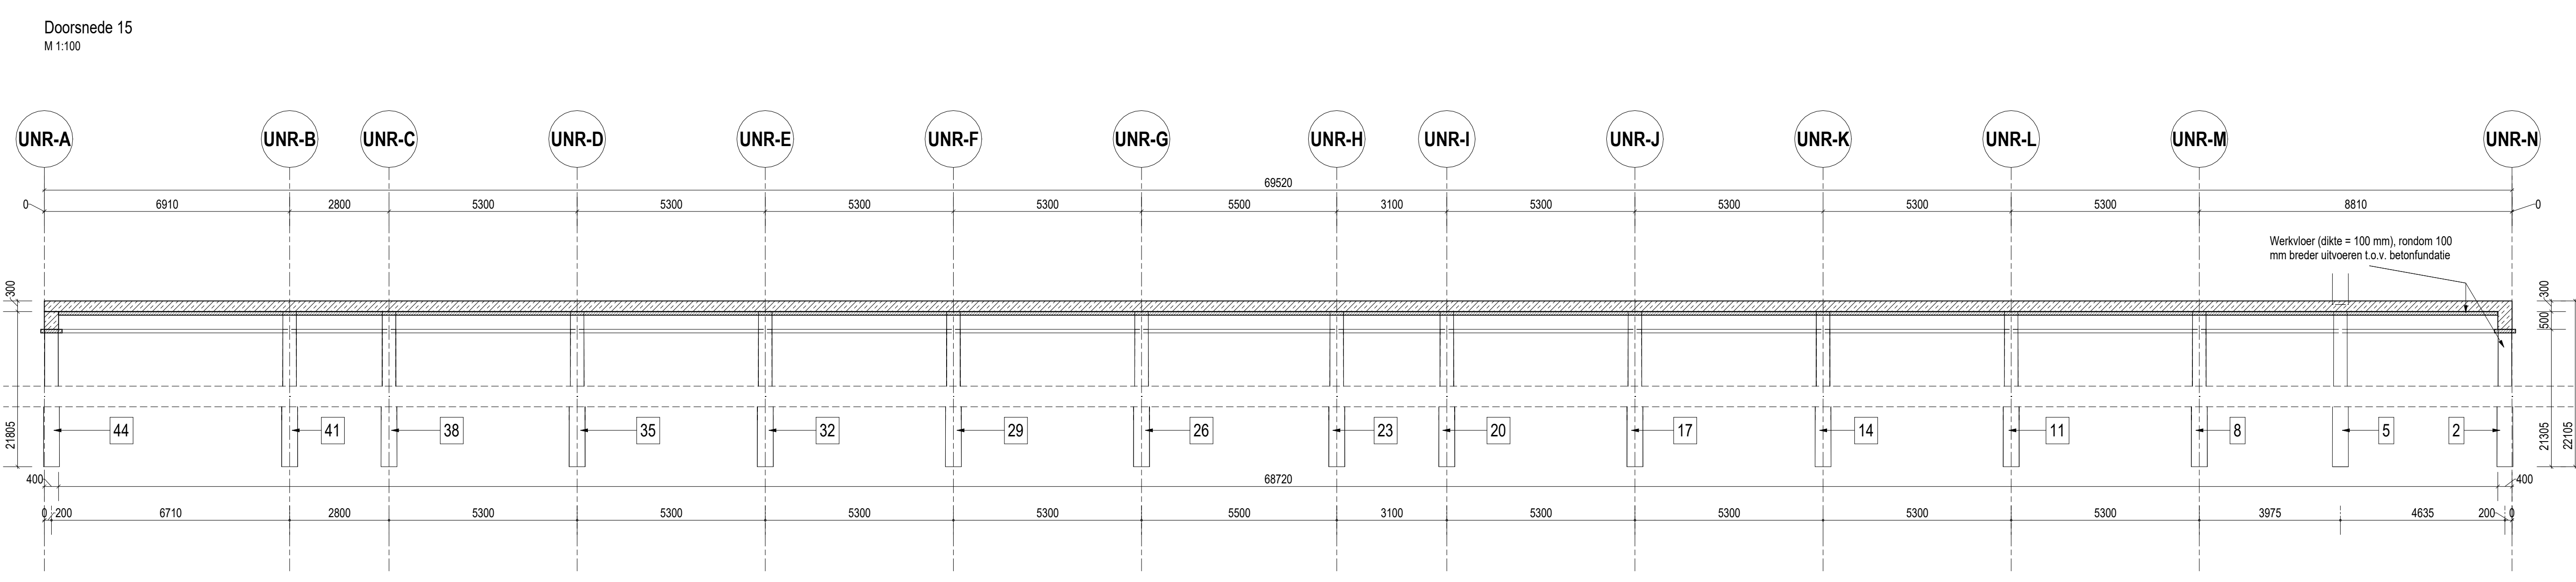 Doorsnede 15
M 1:100
UNR-A UNR-B UNR-C UNR-D UNR-E UNR-F UNR-G UNR-H UNR-I UNR-J UNR-K UNR-L UNR-M UNR-N
69520
0 6910 2800 5300 5300 5300 5300 5500 3100 5300 5300 5300 5300 8810 0
Werkvloer (dikte = 100 mm), rondom 100
mm breder uitvoeren t.o.v. betonfundatie
300
300
500
44 41 38 35 32 29 26 23 20 17 14 11 8 5 2
21805
21305
22105
400 68720 400
0 200 6710 2800 5300 5300 5300 5300 5500 3100 5300 5300 5300 5300 3975 4635 200 0